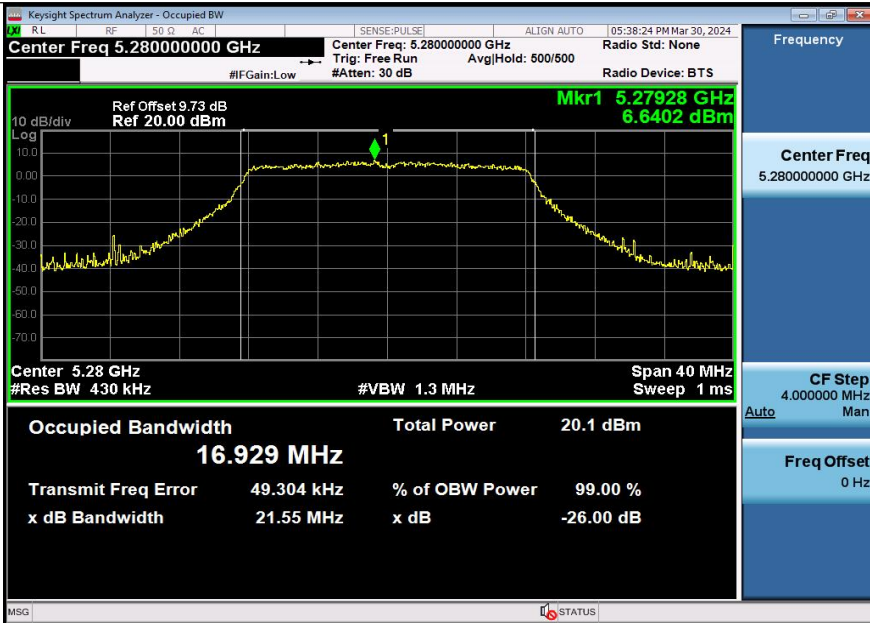 Keysight Spectrum Analyzer - Occupied BW
LXI RL RF 50 Ω AC SENSE:PULSE ALIGN AUTO 05:38:24 PM Mar 30, 2024
Center Freq 5.280000000 GHz
Center Freq: 5.280000000 GHz
Radio Std: None
Trig: Free Run Avg|Hold: 500/500
#IFGain:Low #Atten: 30 dB Radio Device: BTS
Frequency
Ref Offset 9.73 dB
Mkr1 5.27928 GHz
10 dB/div Ref 20.00 dBm
6.6402 dBm
Log
1
10.0
0.00
-10.0
-20.0
-30.0
-40.0
-50.0
-60.0
-70.0
Center 5.28 GHz Span 40 MHz
#Res BW 430 kHz #VBW 1.3 MHz Sweep 1 ms
Occupied Bandwidth Total Power 20.1 dBm
16.929 MHz
Transmit Freq Error 49.304 kHz % of OBW Power 99.00 %
x dB Bandwidth 21.55 MHz x dB -26.00 dB
Center Freq
5.280000000 GHz
CF Step
4.000000 MHz
Auto Man
Freq Offset
0 Hz
MSG STATUS